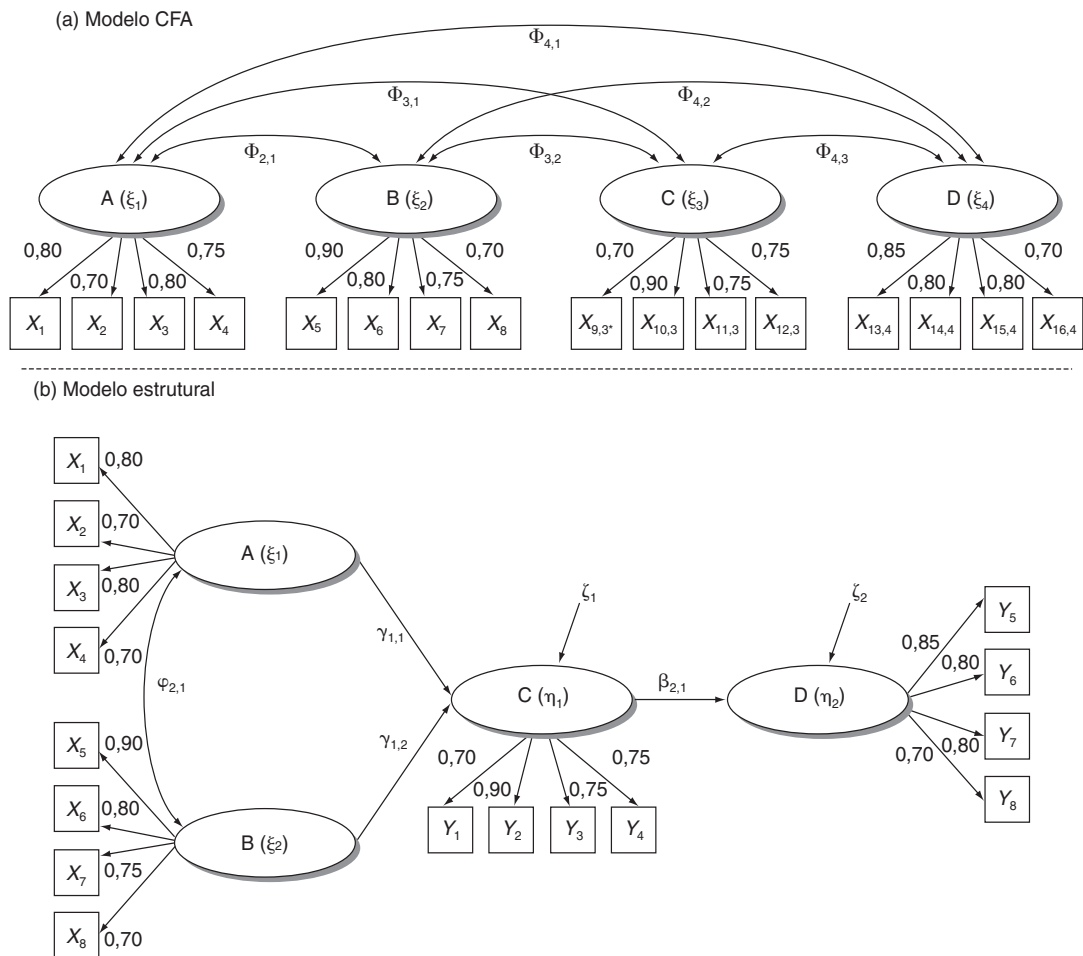 (a) Modelo CFA
Φ4,1
Φ3,1
Φ4,2
Φ2,1
Φ3,2
Φ4,3
A (ξ1)
B (ξ2)
C (ξ3)
D (ξ4)
0,80 0,70 0,80 0,75
0,90 0,80 0,75 0,70
0,70 0,90 0,75 0,75
0,85 0,80 0,80 0,70
X1 X2 X3 X4
X5 X6 X7 X8
X9,3* X10,3 X11,3 X12,3
X13,4 X14,4 X15,4 X16,4
(b) Modelo estrutural
X1 0,80
X2 0,70
X3 0,80
X4 0,70
A (ξ1)
φ2,1
X5 0,90
X6 0,80
X7 0,75
X8 0,70
B (ξ2)
γ1,1
γ1,2
ζ1
C (η1)
0,70 0,90 0,75 0,75
Y1 Y2 Y3 Y4
β2,1
ζ2
D (η2)
0,85 Y5
0,80 Y6
0,80 Y7
0,70 Y8